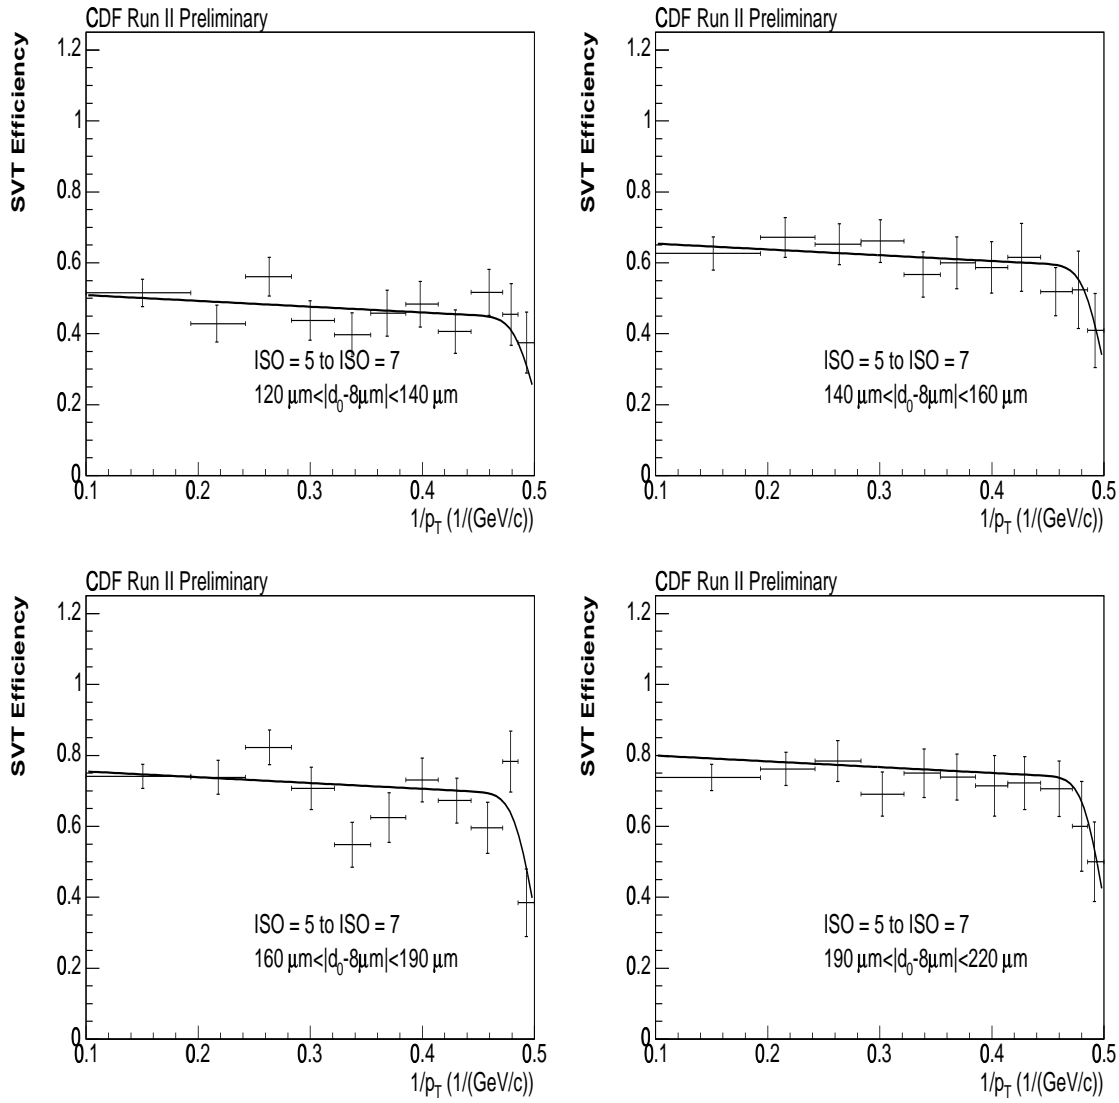 CDF Run II Preliminary
SVT Efficiency
1.2
1
0.8
0.6
0.4
0.2
0
0.1 0.2 0.3 0.4 0.5
1/p_T (1/(GeV/c))
ISO = 5 to ISO = 7
120 μm<|d_0-8μm|<140 μm
CDF Run II Preliminary
SVT Efficiency
1.2
1
0.8
0.6
0.4
0.2
0
0.1 0.2 0.3 0.4 0.5
1/p_T (1/(GeV/c))
ISO = 5 to ISO = 7
140 μm<|d_0-8μm|<160 μm
CDF Run II Preliminary
SVT Efficiency
1.2
1
0.8
0.6
0.4
0.2
0
0.1 0.2 0.3 0.4 0.5
1/p_T (1/(GeV/c))
ISO = 5 to ISO = 7
160 μm<|d_0-8μm|<190 μm
CDF Run II Preliminary
SVT Efficiency
1.2
1
0.8
0.6
0.4
0.2
0
0.1 0.2 0.3 0.4 0.5
1/p_T (1/(GeV/c))
ISO = 5 to ISO = 7
190 μm<|d_0-8μm|<220 μm